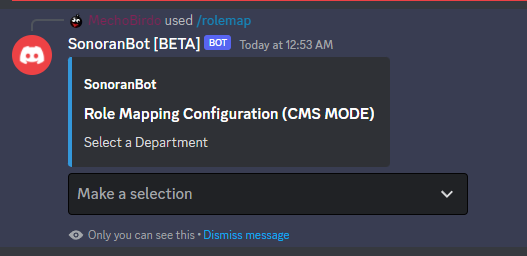 MechoBirdo used /rolemap
SonoranBot [BETA] BOT Today at 12:53 AM
SonoranBot
Role Mapping Configuration (CMS MODE)
Select a Department
Make a selection
Only you can see this • Dismiss message